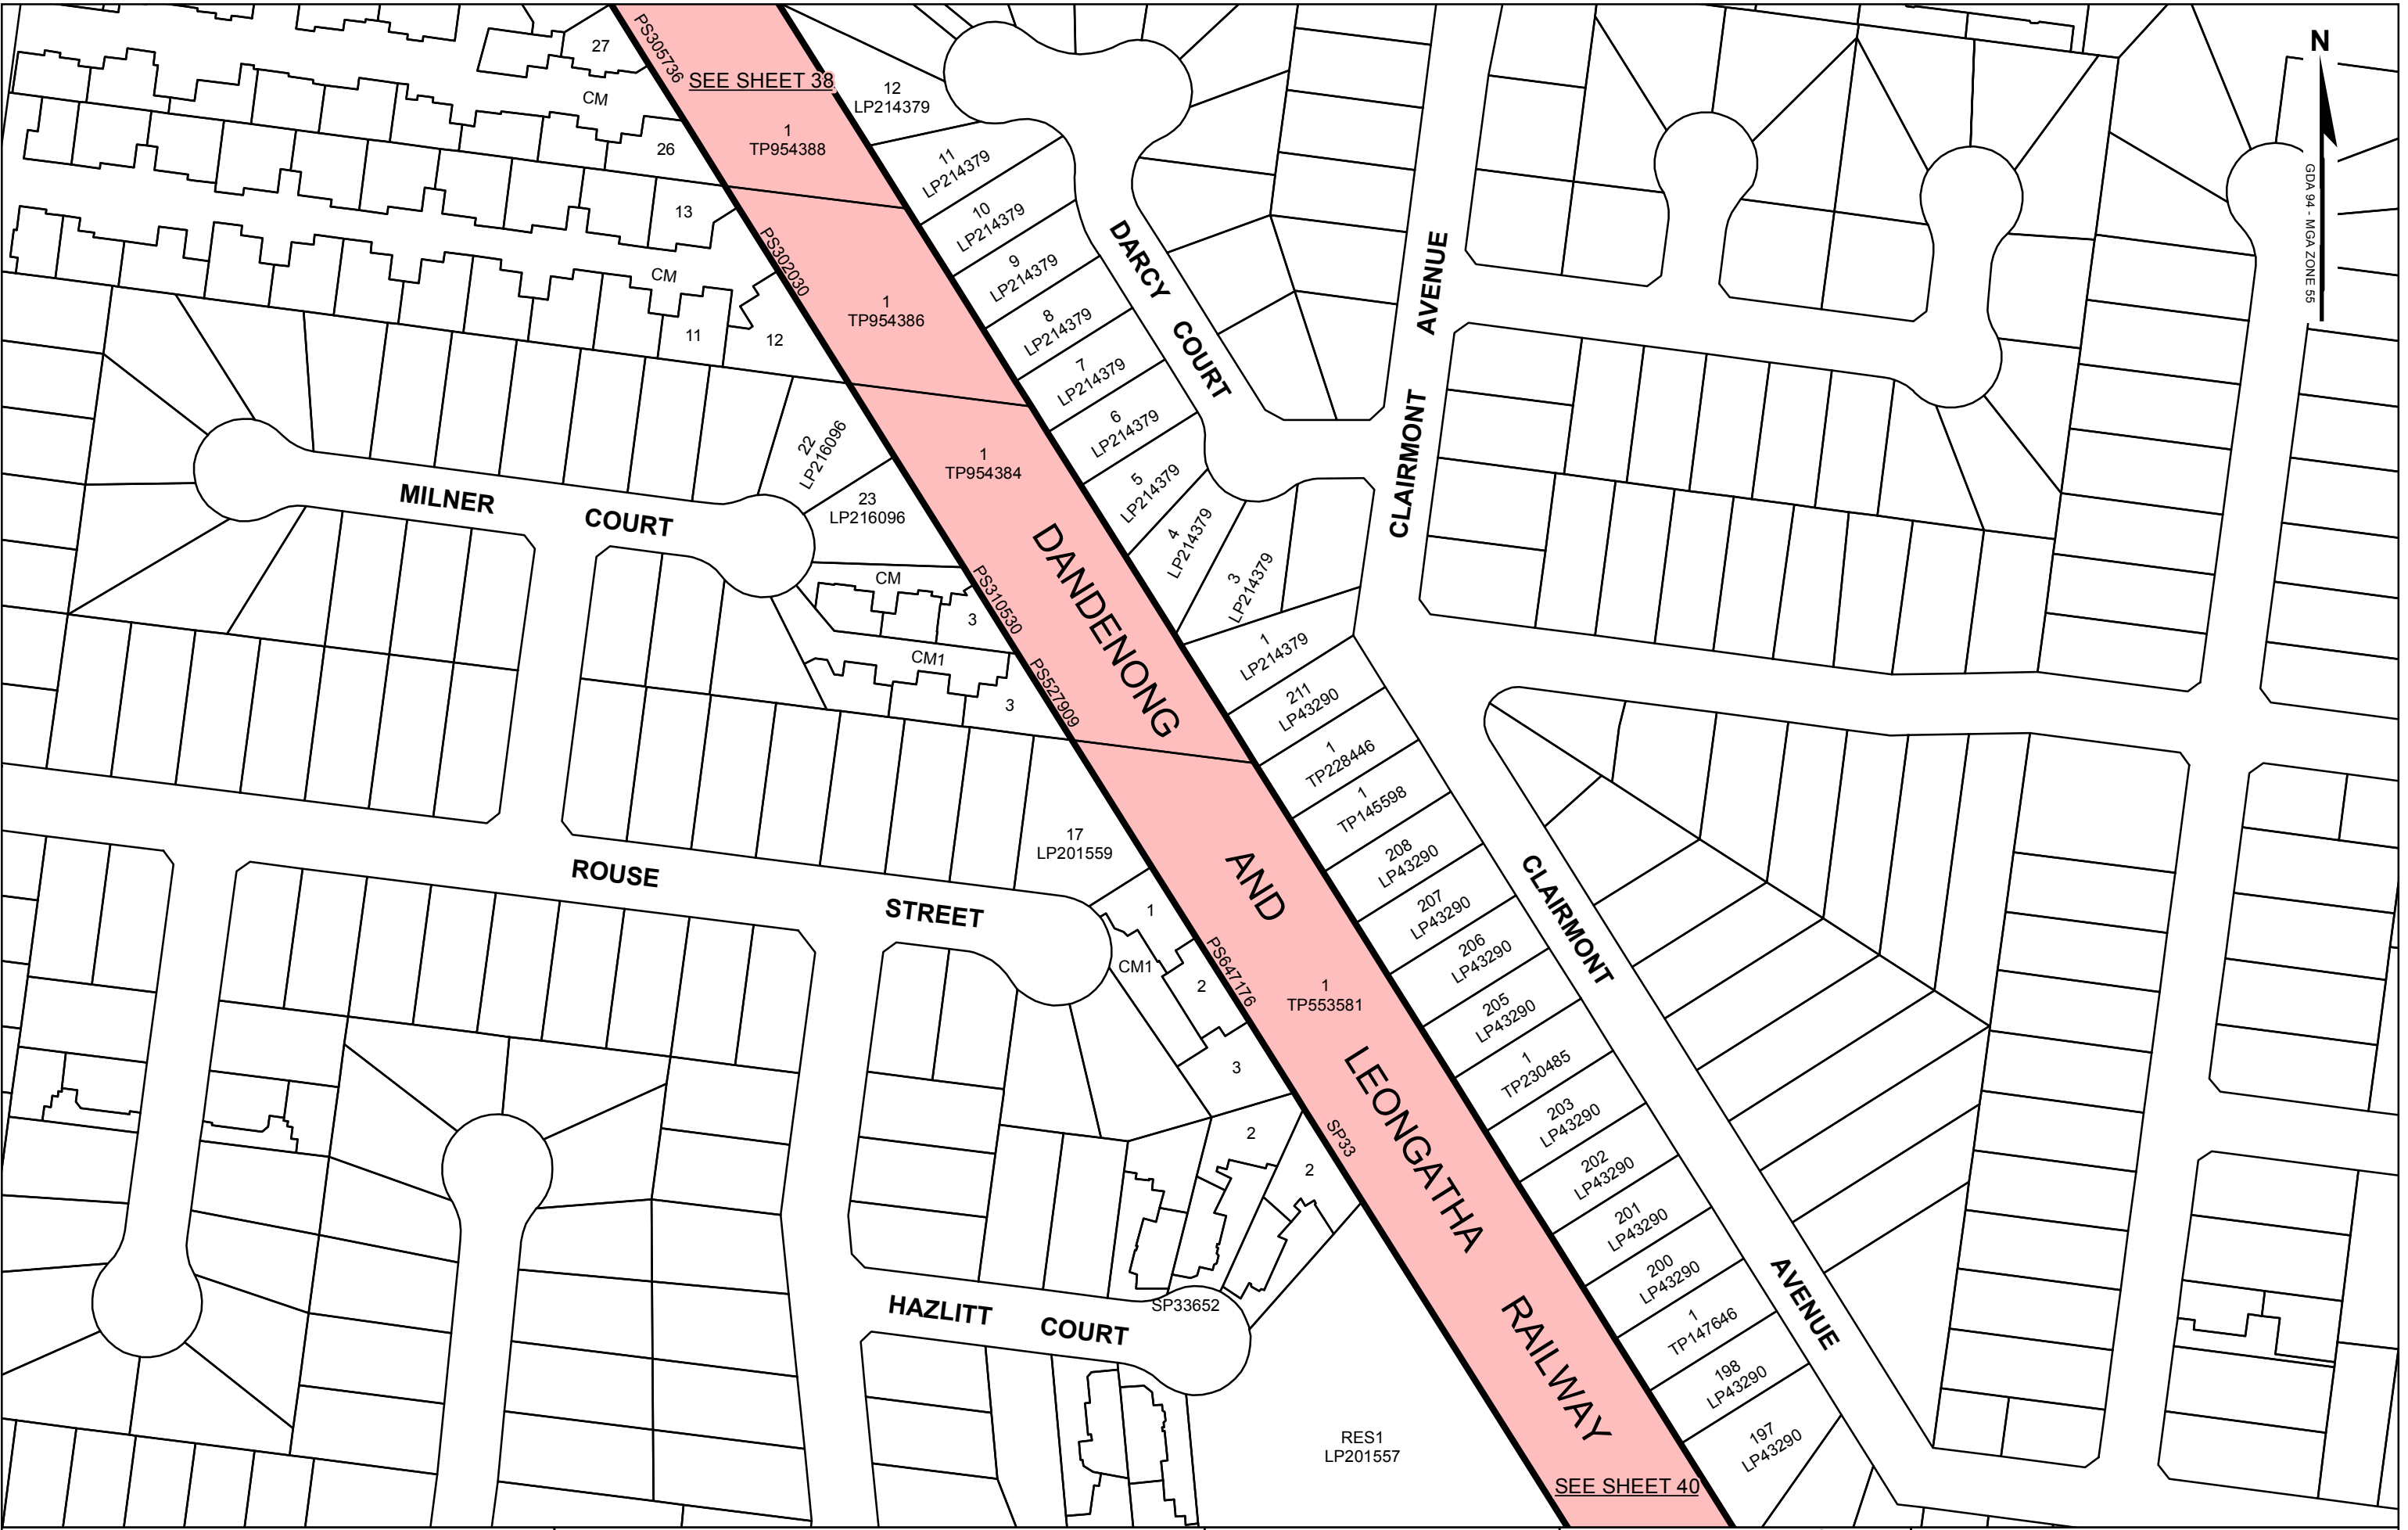 27
PS305736
SEE SHEET 38
N
CM
12
LP214379
26
1
TP954388
11
LP214379
GDA 94 - MGA ZONE 55
13
10
LP214379
DARCY
COURT
CLAIRMONT
AVENUE
PS302030
CM
9
LP214379
11
12
1
TP954386
8
LP214379
7
LP214379
22
LP216096
6
LP214379
23
LP216096
1
TP954384
5
LP214379
MILNER
COURT
4
LP214379
CM
3
PS310530
3
LP214379
CM1
3
PS527909
1
LP214379
DANDENONG
AND
LEONGATHA
RAILWAY
211
LP43290
1
TP228446
1
TP145598
17
LP201559
208
LP43290
ROUSE
STREET
CLAIRMONT
AVENUE
207
LP43290
1
CM1
2
PS647176
1
TP553581
206
LP43290
205
LP43290
3
1
TP230485
2
2
SP33
203
LP43290
202
LP43290
201
LP43290
200
LP43290
HAZLITT
COURT
SP33652
1
TP147646
198
LP43290
RES1
LP201557
197
LP43290
SEE SHEET 40